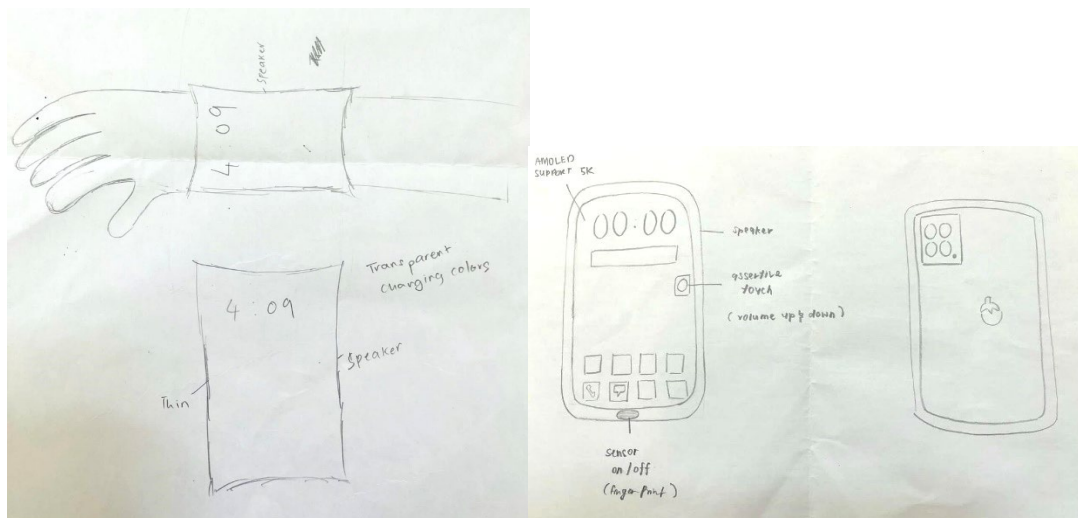 speaker
4:09
Transparent
changing colors
4:09
speaker
Thin
AMOLED
SUPPORT 5K
00:00
speaker
assertive
touch
(volume up & down)
sensor
on/off
(finger print)